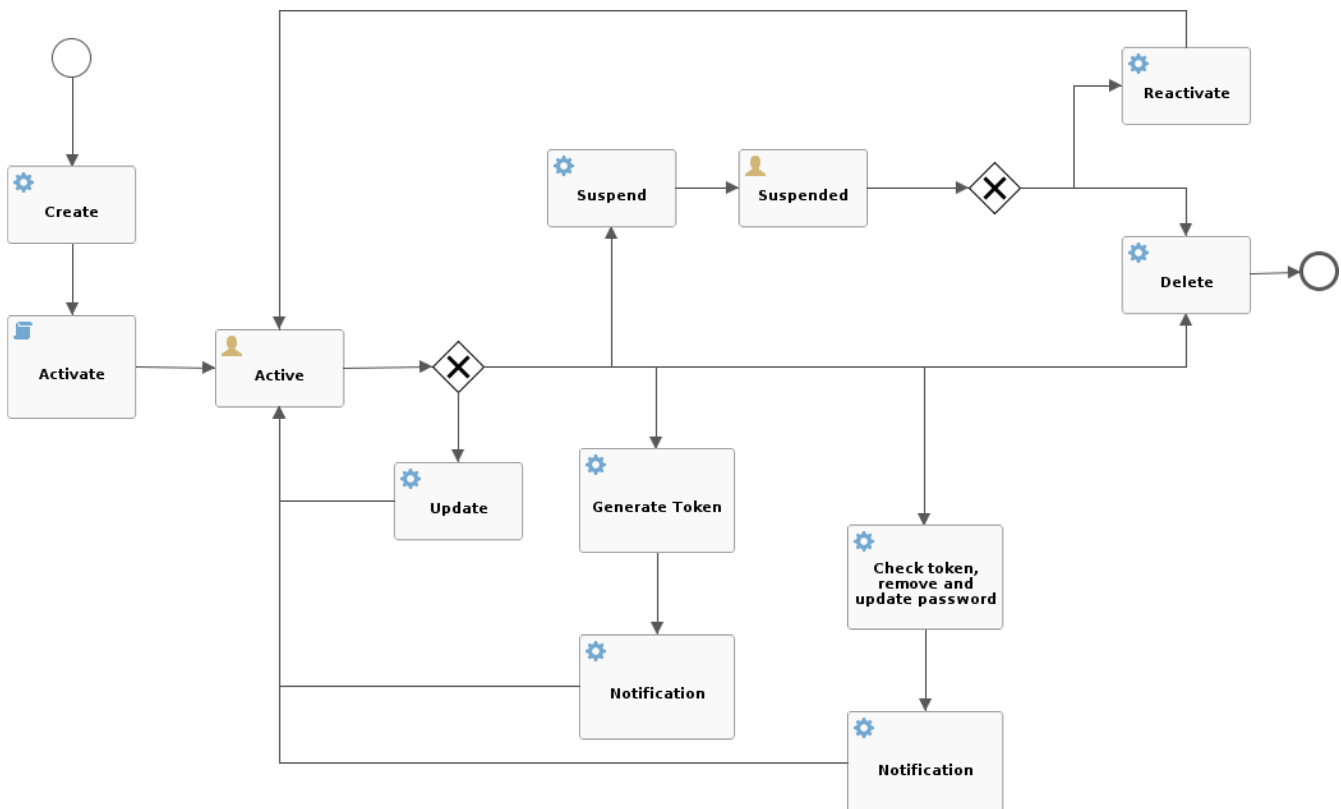 Reactivate
Suspend
Suspended
Create
Delete
Activate
Active
Update
Generate Token
Check token,
remove and
update password
Notification
Notification